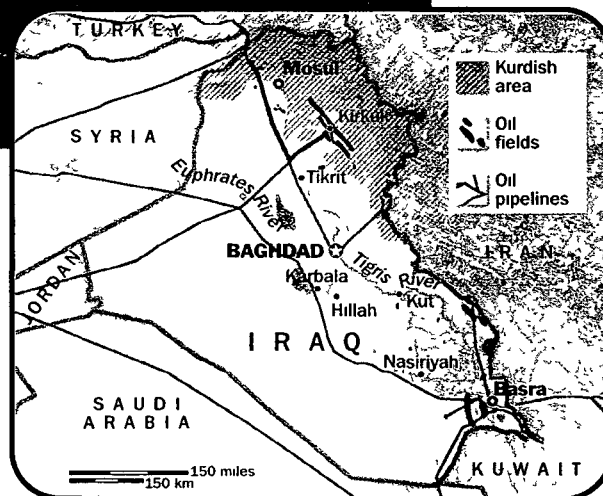 TURKEY
Mosul
Kurdish
area
Kirkuk
SYRIA
Oil
fields
Euphrates River
Tikrit
Oil
pipelines
BAGHDAD
Tigris River
IRAN
JORDAN
Karbala
Kut
Hillah
IRAQ
Nasiriyah
Basra
SAUDI
ARABIA
KUWAIT
150 miles
150 km